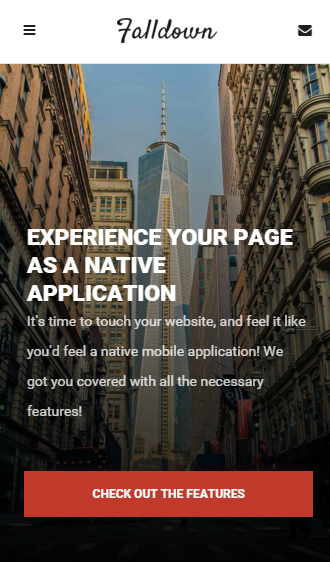 Falldown
EXPERIENCE YOUR PAGE
AS A NATIVE
APPLICATION
It's time to touch your website, and feel it like
you'd feel a native mobile application! We
got you covered with all the necessary
features!
CHECK OUT THE FEATURES